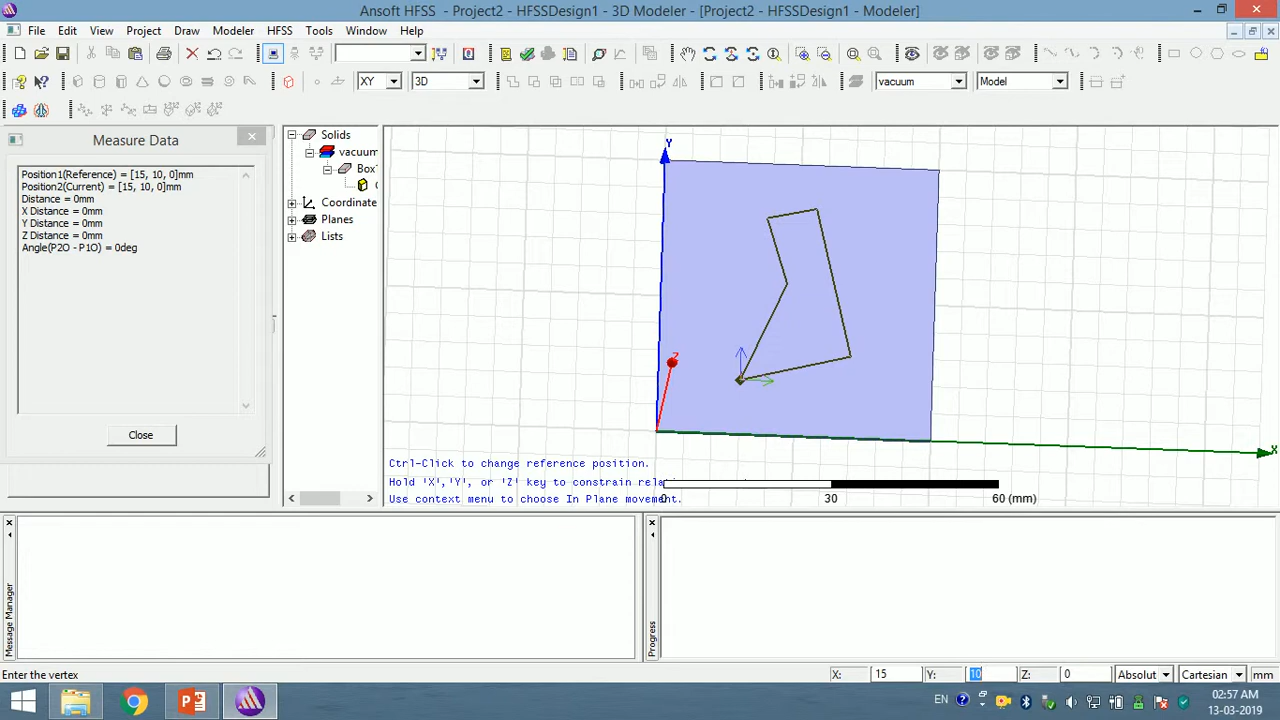 Ansoft HFSS - Project2 - HFSSDesign1 - 3D Modeler - [Project2 - HFSSDesign1 - Modeler]
File Edit View Project Draw Modeler HFSS Tools Window Help
XY 3D vacuum Model
Measure Data
Position1(Reference) = [15, 10, 0]mm
Position2(Current) = [15, 10, 0]mm
Distance = 0mm
X Distance = 0mm
Y Distance = 0mm
Z Distance = 0mm
Angle(P2O - P1O) = 0deg
Close
Solids
vacuum
Box
Coordinate
Planes
Lists
Y
Z
X
Ctrl-Click to change reference position.
Hold 'X','Y', or 'Z' key to constrain rela
Use context menu to choose In Plane movement.
0 30 60 (mm)
Message Manager
Progress
Enter the vertex
X: 15 Y: 10 Z: 0 Absolut Cartesian mm
EN 02:57 AM
13-03-2019